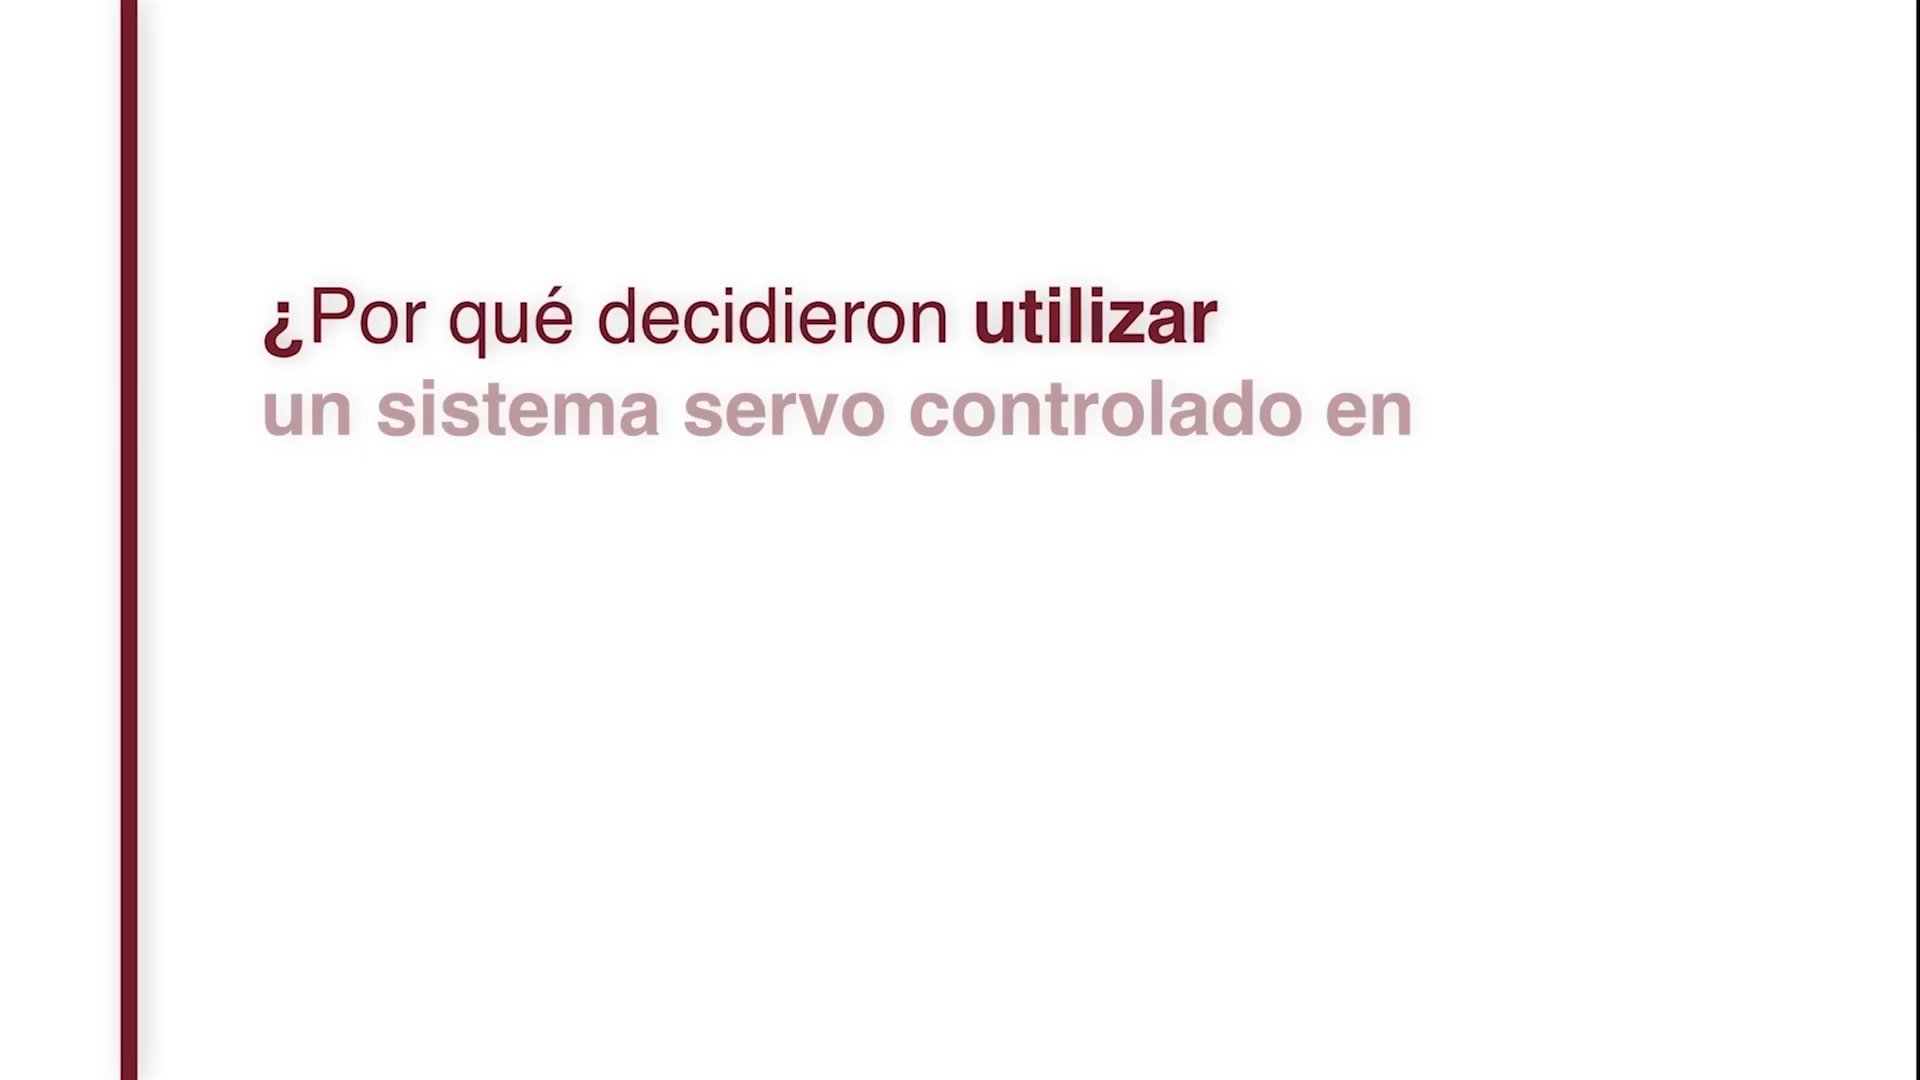 ¿Por qué decidieron utilizar
un sistema servo controlado en